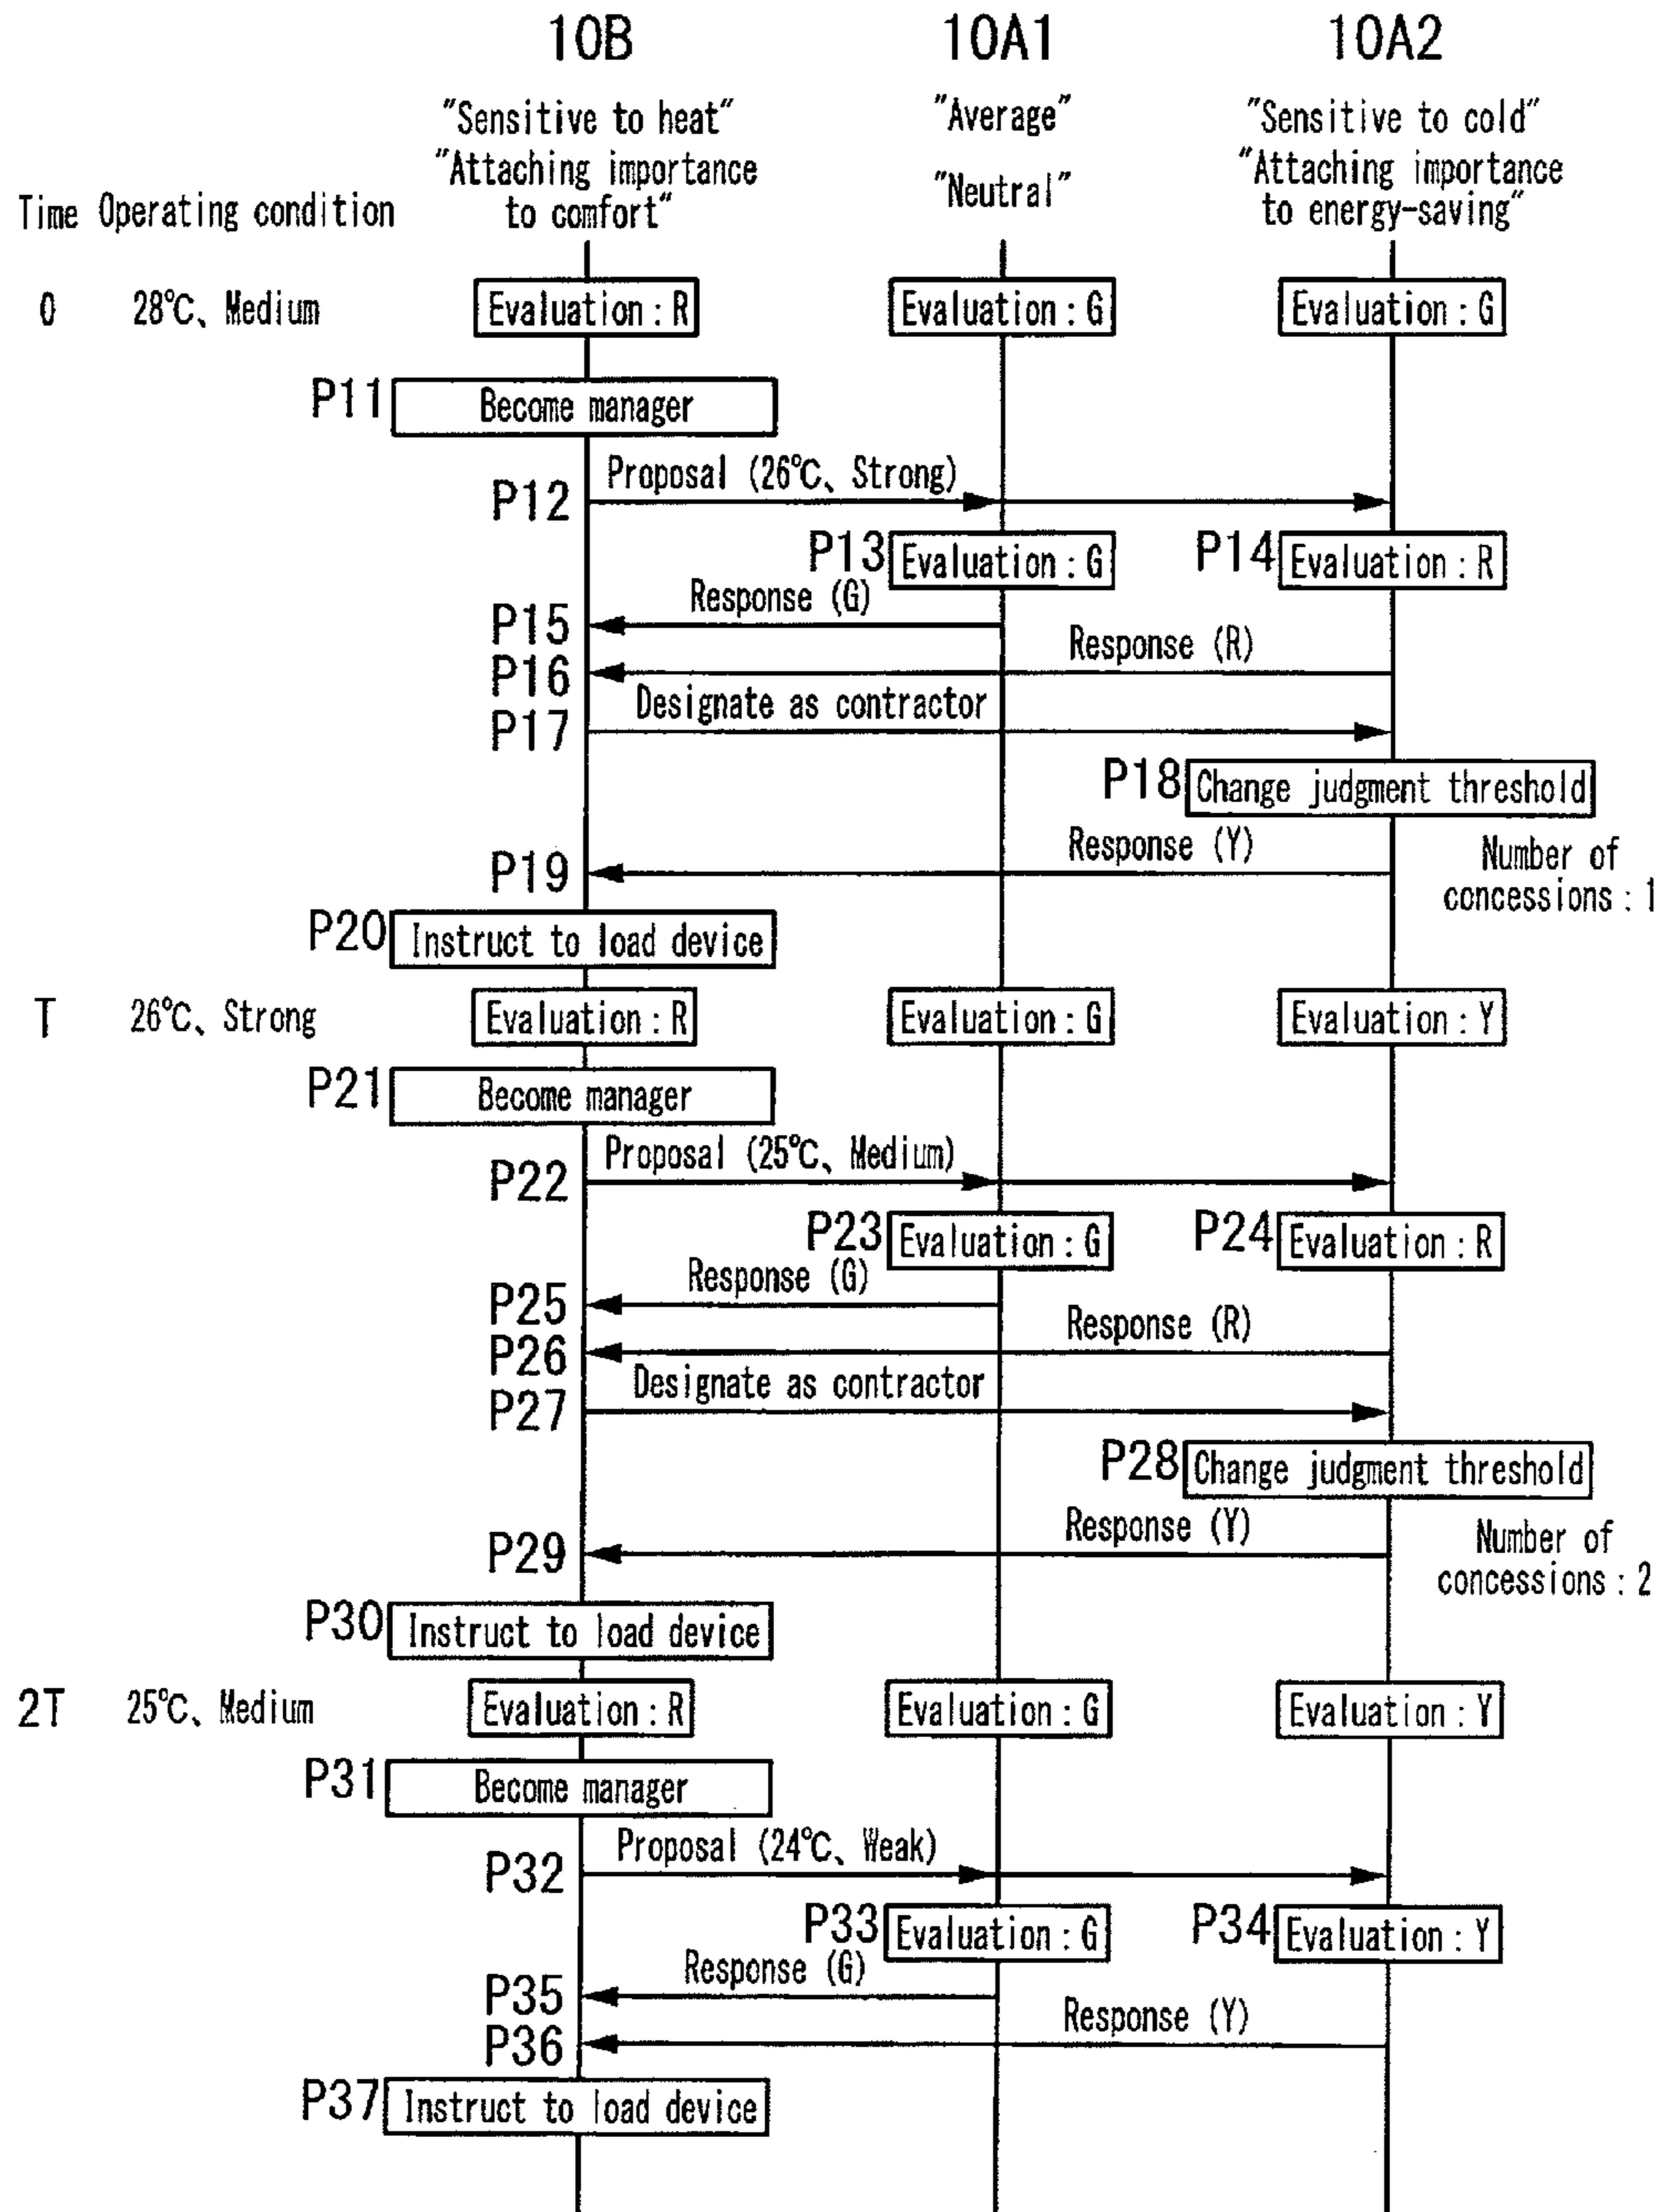 10B 10A1 10A2
"Sensitive to heat" "Average" "Sensitive to cold"
"Attaching importance to comfort" "Neutral" "Attaching importance to energy-saving"
Time Operating condition
0 28℃、Medium Evaluation : R Evaluation : G Evaluation : G
P11 Become manager
Proposal (26℃、Strong)
P12
P13 Evaluation : G P14 Evaluation : R
Response (G)
P15
Response (R)
P16
Designate as contractor
P17
P18 Change judgment threshold
Response (Y)
P19
Number of
concessions : 1
P20 Instruct to load device
T 26℃、Strong Evaluation : R Evaluation : G Evaluation : Y
P21 Become manager
Proposal (25℃、Medium)
P22
P23 Evaluation : G P24 Evaluation : R
Response (G)
P25
Response (R)
P26
Designate as contractor
P27
P28 Change judgment threshold
Response (Y)
P29
Number of
concessions : 2
P30 Instruct to load device
2T 25℃、Medium Evaluation : R Evaluation : G Evaluation : Y
P31 Become manager
Proposal (24℃、Weak)
P32
P33 Evaluation : G P34 Evaluation : Y
Response (G)
P35
Response (Y)
P36
P37 Instruct to load device